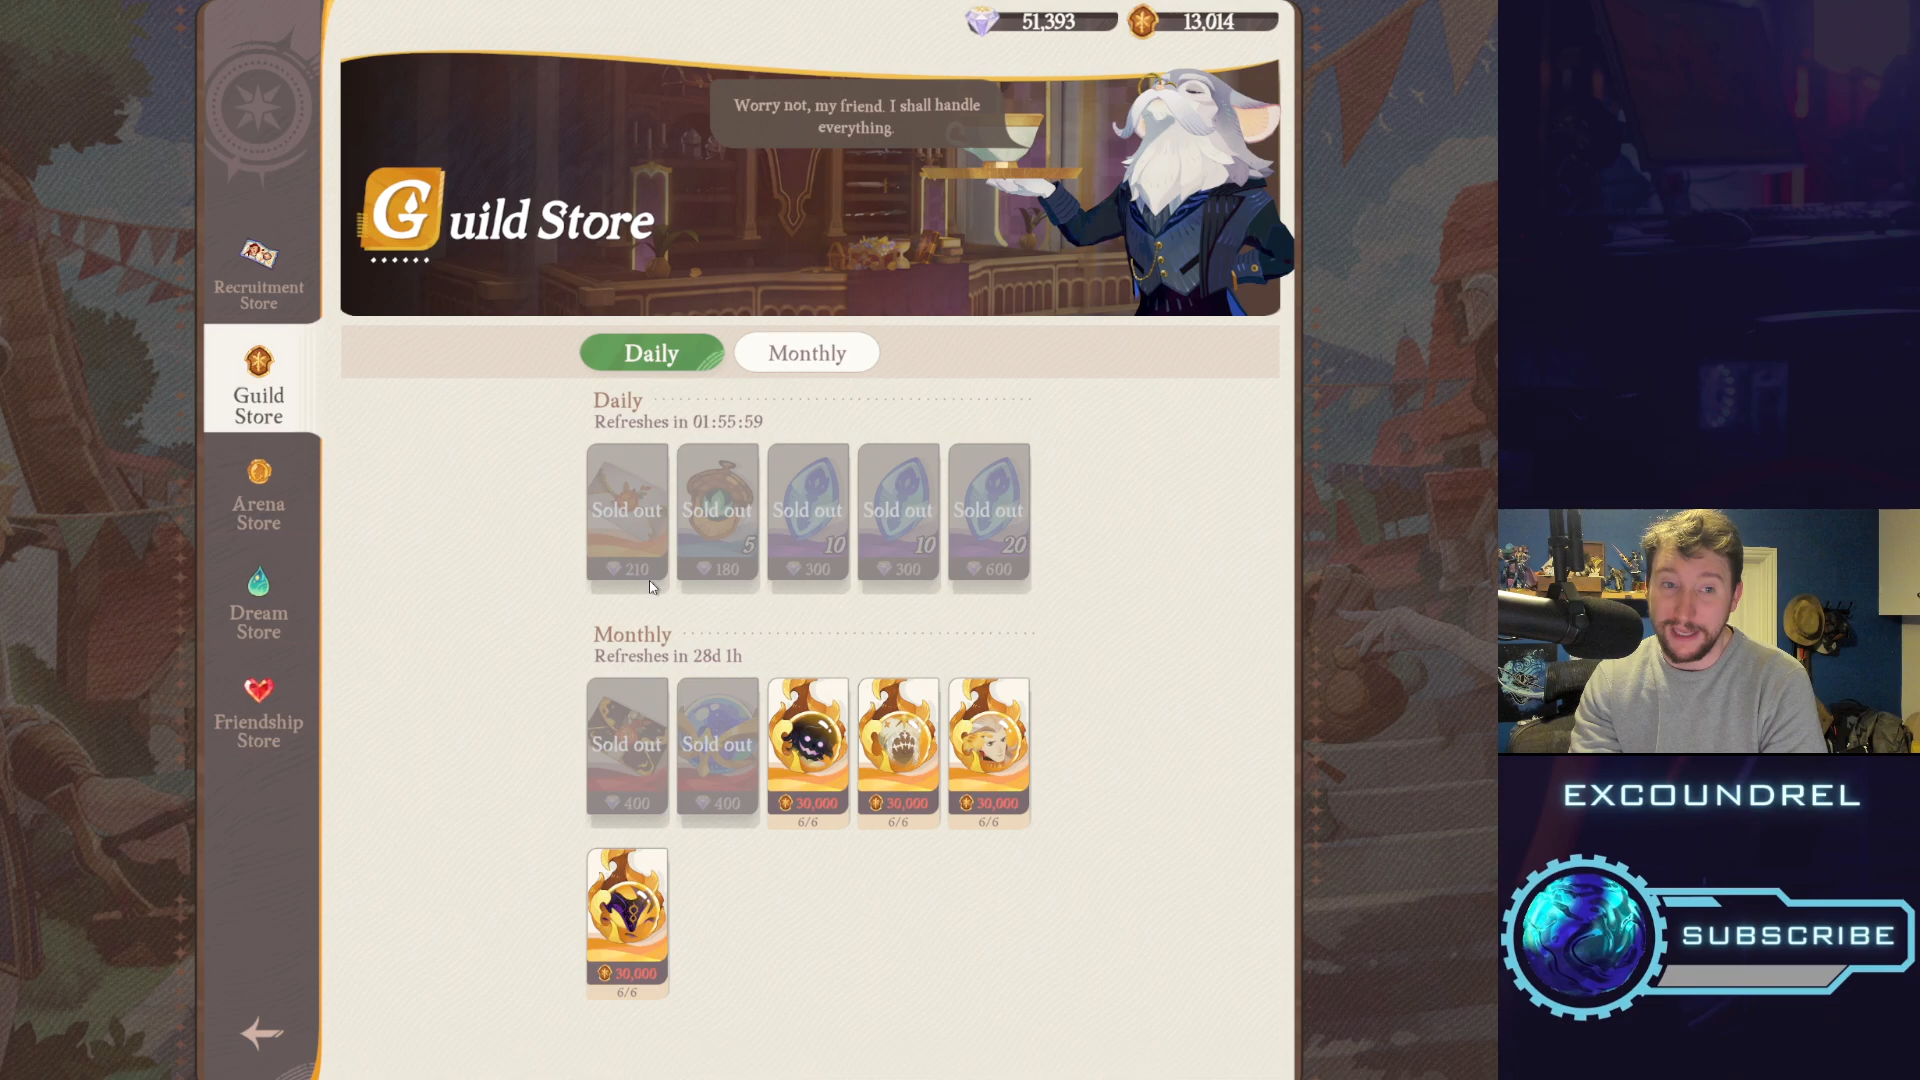 51,393
13,014
Worry not, my friend. I shall handle
everything.
Guild Store
Recruitment
Store
Guild
Store
Arena
Store
Dream
Store
Friendship
Store
Daily
Monthly
Daily
Refreshes in 01:55:59
Sold out
5
10
10
20
Sold out
Sold out
Sold out
Sold out
210
180
300
300
600
Monthly
Refreshes in 28d 1h
Sold out
Sold out
400
400
30,000
30,000
30,000
6/6
6/6
6/6
30,000
6/6
EXCOUNDREL
SUBSCRIBE